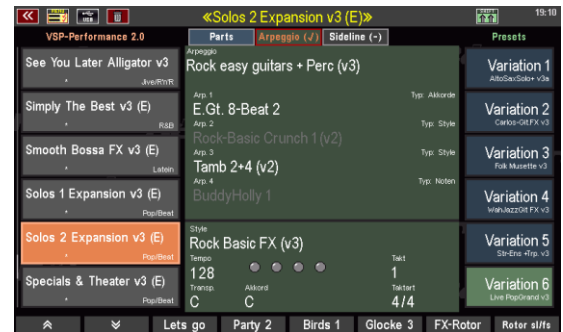 «Solos 2 Expansion v3 (E)»
19:10
USB
VSP-Performance 2.0
Parts
Arpeggio (√)
Sideline (-)
Presets
See You Later Alligator v3
Jive/R'n'R
Simply The Best v3 (E)
R&B
Smooth Bossa FX v3 (E)
Latein
Solos 1 Expansion v3 (E)
Pop/Beat
Solos 2 Expansion v3 (E)
Pop/Beat
Specials & Theater v3 (E)
Pop/Beat
Arpeggio
Rock easy guitars + Perc (v3)
Arp. 1
Typ: Akkorde
E.Gt. 8-Beat 2
Arp. 2
Typ: Style
Rock-Basic Crunch 1 (v2)
Arp. 3
Typ: Style
Tamb 2+4 (v2)
Arp. 4
Typ: Noten
BuddyHolly 1
Style
Rock Basic FX (v3)
Tempo
Takt
128
1
Transp.
Akkord
Taktart
C
C
4/4
Variation 1
AltoSaxSolo+ v3a
Variation 2
Carlos-Git.FX v3
Variation 3
Folk Musette v3
Variation 4
WahJazzGit FX v3
Variation 5
Str-Ens +Trp. v3
Variation 6
Live PopGrand v3
Lets go
Party 2
Birds 1
Glocke 3
FX-Rotor
Rotor sl/fs